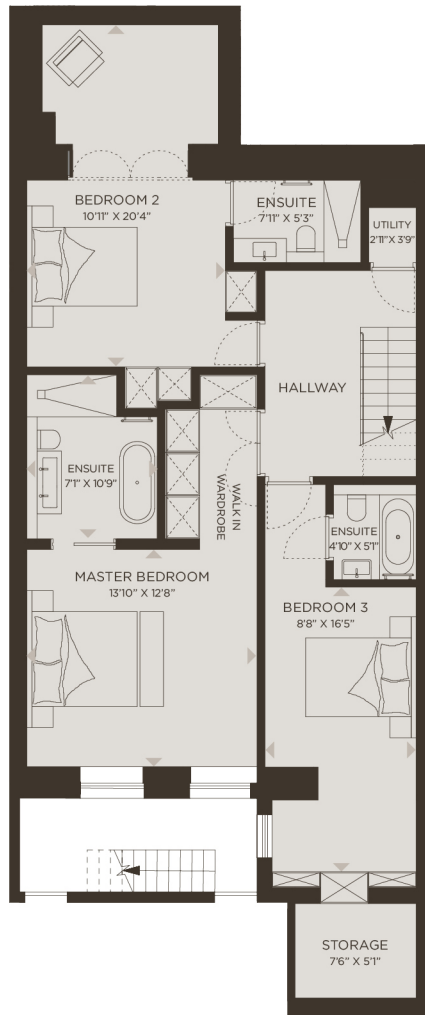 BEDROOM 2
10'11" X 20'4"
ENSUITE
7'11" X 5'3"
UTILITY
2'11" X 3'9"
HALLWAY
ENSUITE
7'1" X 10'9"
WALK IN
WARDROBE
ENSUITE
4'10" X 5'1"
MASTER BEDROOM
13'10" X 12'8"
BEDROOM 3
8'8" X 16'5"
STORAGE
7'6" X 5'1"